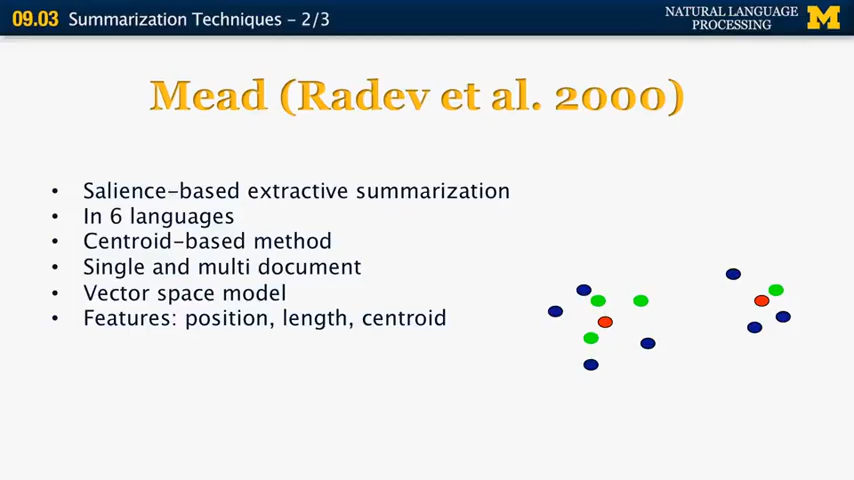 09.03 Summarization Techniques – 2/3
NATURAL LANGUAGE
PROCESSING
M
Mead (Radev et al. 2000)
• Salience-based extractive summarization
• In 6 languages
• Centroid-based method
• Single and multi document
• Vector space model
• Features: position, length, centroid